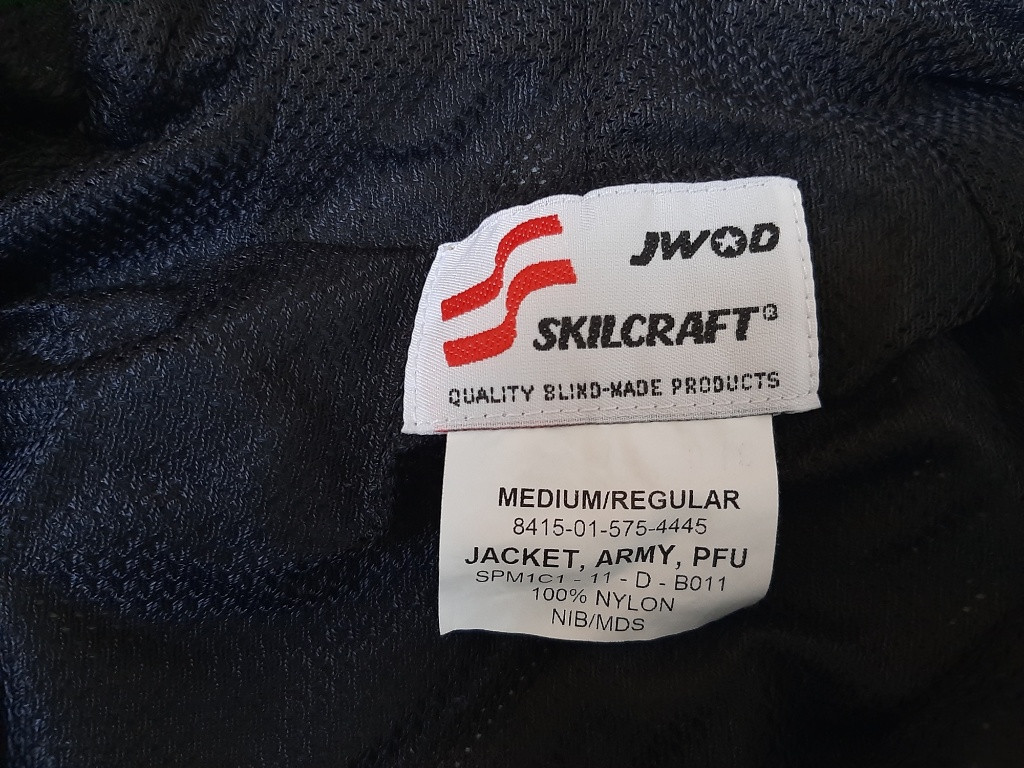 JWOD
SKILCRAFT®
QUALITY BLIND-MADE PRODUCTS
MEDIUM/REGULAR
8415-01-575-4445
JACKET, ARMY, PFU
SPM1C1 - 11 - D - B011
100% NYLON
NIB/MDS